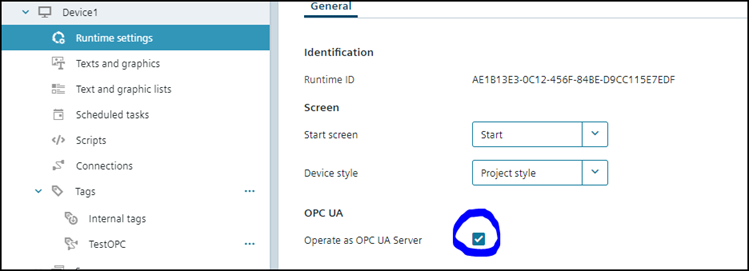 Device1
General
Runtime settings
Texts and graphics
Text and graphic lists
Scheduled tasks
Scripts
Connections
Tags
Internal tags
TestOPC
Identification
Runtime ID AE1B13E3-0C12-456F-84BE-D9CC115E7EDF
Screen
Start screen Start
Device style Project style
OPC UA
Operate as OPC UA Server